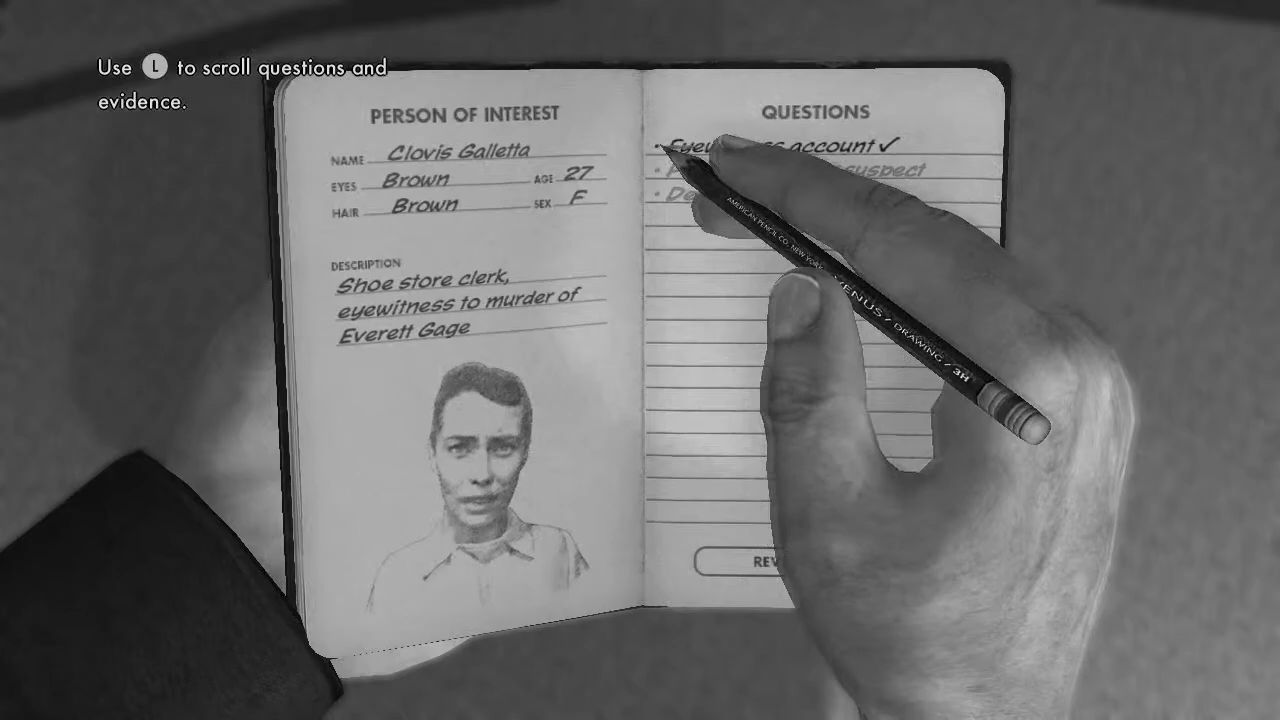 Use L to scroll questions and
evidence.
PERSON OF INTEREST
NAME Clovis Galletta
EYES Brown AGE 27
HAIR Brown SEX F
DESCRIPTION
Shoe store clerk,
eyewitness to murder of
Everett Gage
QUESTIONS
account ✓
suspect
AMERICAN PENCIL CO. NEW YORK VENUS / DRAWING / 3H